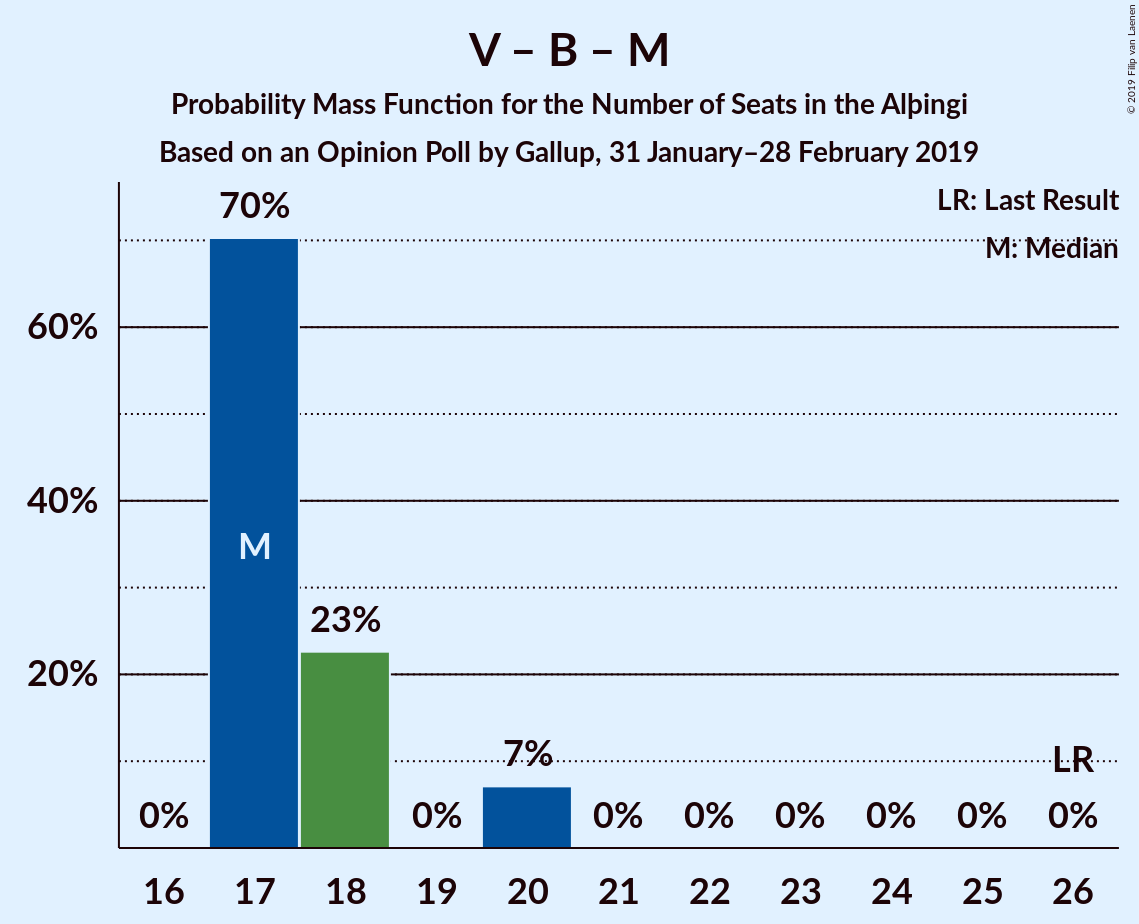 V – B – M
Probability Mass Function for the Number of Seats in the Alþingi
Based on an Opinion Poll by Gallup, 31 January–28 February 2019
© 2019 Filip van Laenen
LR: Last Result
M: Median
70%
60%
40%
M
23%
20%
7%
LR
0% 0% 0% 0% 0% 0% 0% 0%
16 17 18 19 20 21 22 23 24 25 26